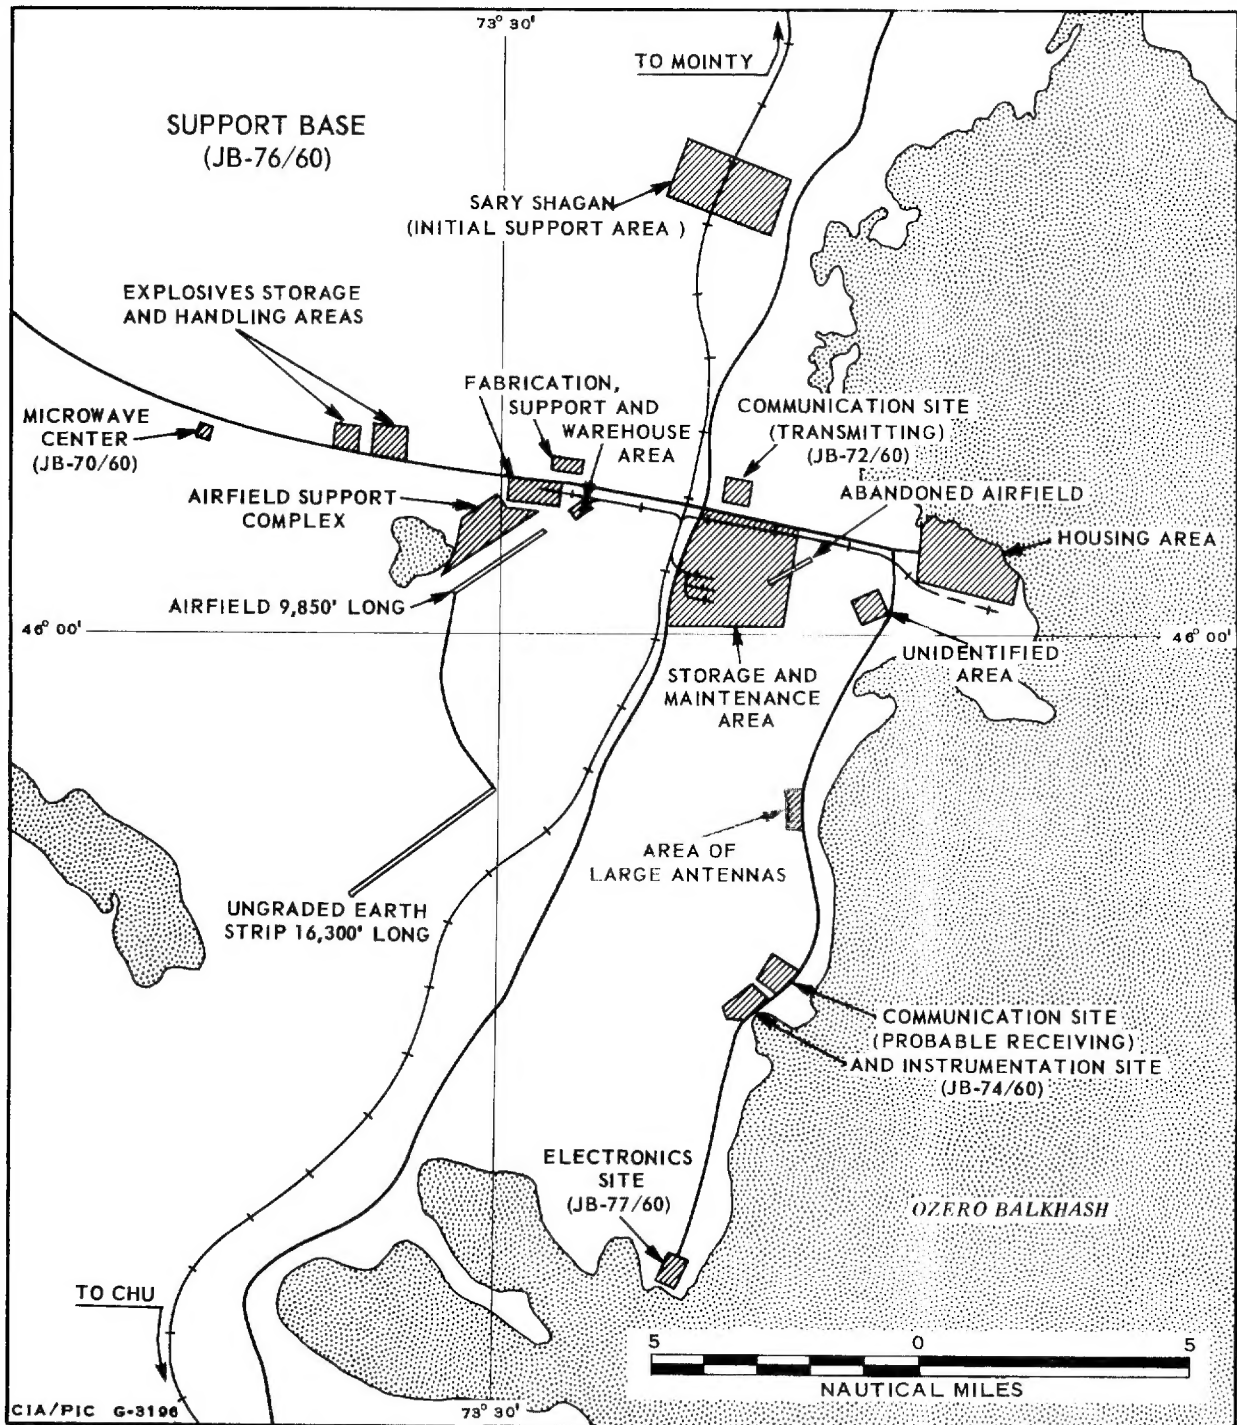 73° 30'
TO MOINTY
SUPPORT BASE
(JB-76/60)
SARY SHAGAN
(INITIAL SUPPORT AREA )
EXPLOSIVES STORAGE
AND HANDLING AREAS
FABRICATION,
SUPPORT AND
WAREHOUSE
AREA
MICROWAVE
CENTER
(JB-70/60)
COMMUNICATION SITE
(TRANSMITTING)
(JB-72/60)
AIRFIELD SUPPORT
COMPLEX
ABANDONED AIRFIELD
HOUSING AREA
AIRFIELD 9,850' LONG
46° 00'
46° 00'
UNIDENTIFIED
AREA
STORAGE AND
MAINTENANCE
AREA
AREA OF
LARGE ANTENNAS
UNGRADED EARTH
STRIP 16,300' LONG
COMMUNICATION SITE
(PROBABLE RECEIVING)
AND INSTRUMENTATION SITE
(JB-74/60)
ELECTRONICS
SITE
(JB-77/60)
OZERO BALKHASH
TO CHU
5 0 5
NAUTICAL MILES
CIA/PIC G-3196
73° 30'